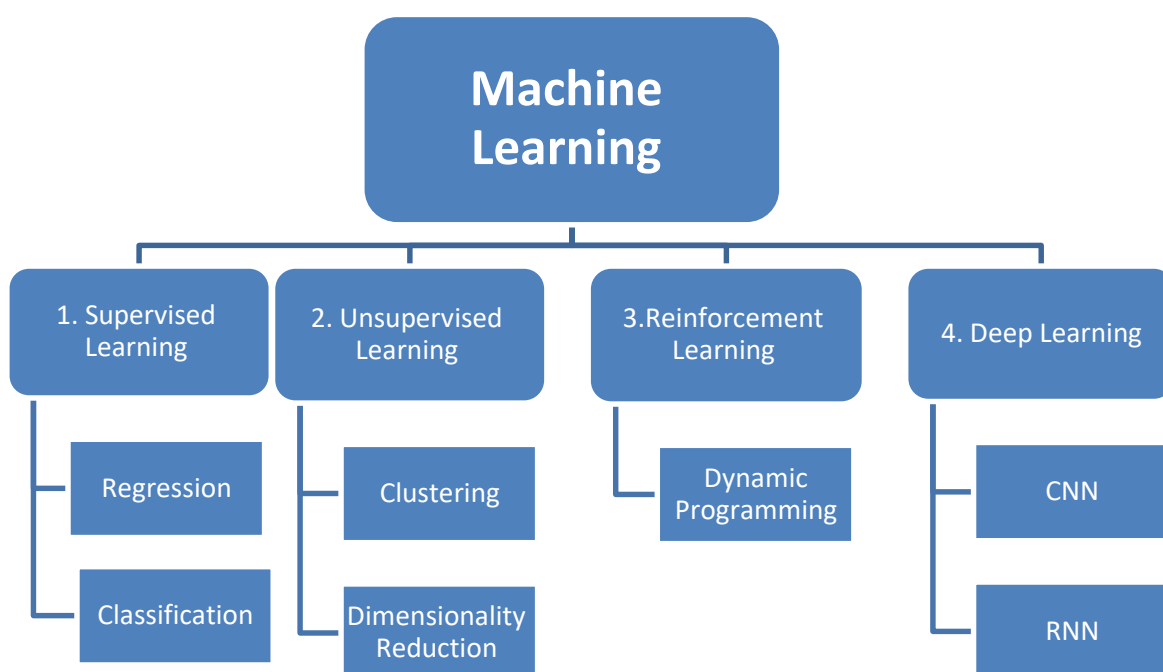 Machine
Learning
1. Supervised
Learning
2. Unsupervised
Learning
3.Reinforcement
Learning
4. Deep Learning
Regression
Classification
Clustering
Dimensionality
Reduction
Dynamic
Programming
CNN
RNN